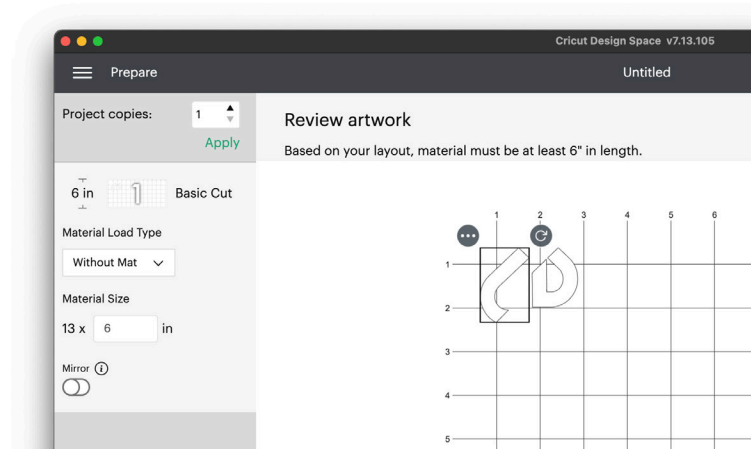 Cricut Design Space v7.13.105
Prepare
Untitled
Project copies: 1
Apply
Review artwork
Based on your layout, material must be at least 6" in length.
6 in
1
Basic Cut
Material Load Type
Without Mat
Material Size
13 x 6 in
Mirror
1 2 3 4 5 6
1
2
3
4
5